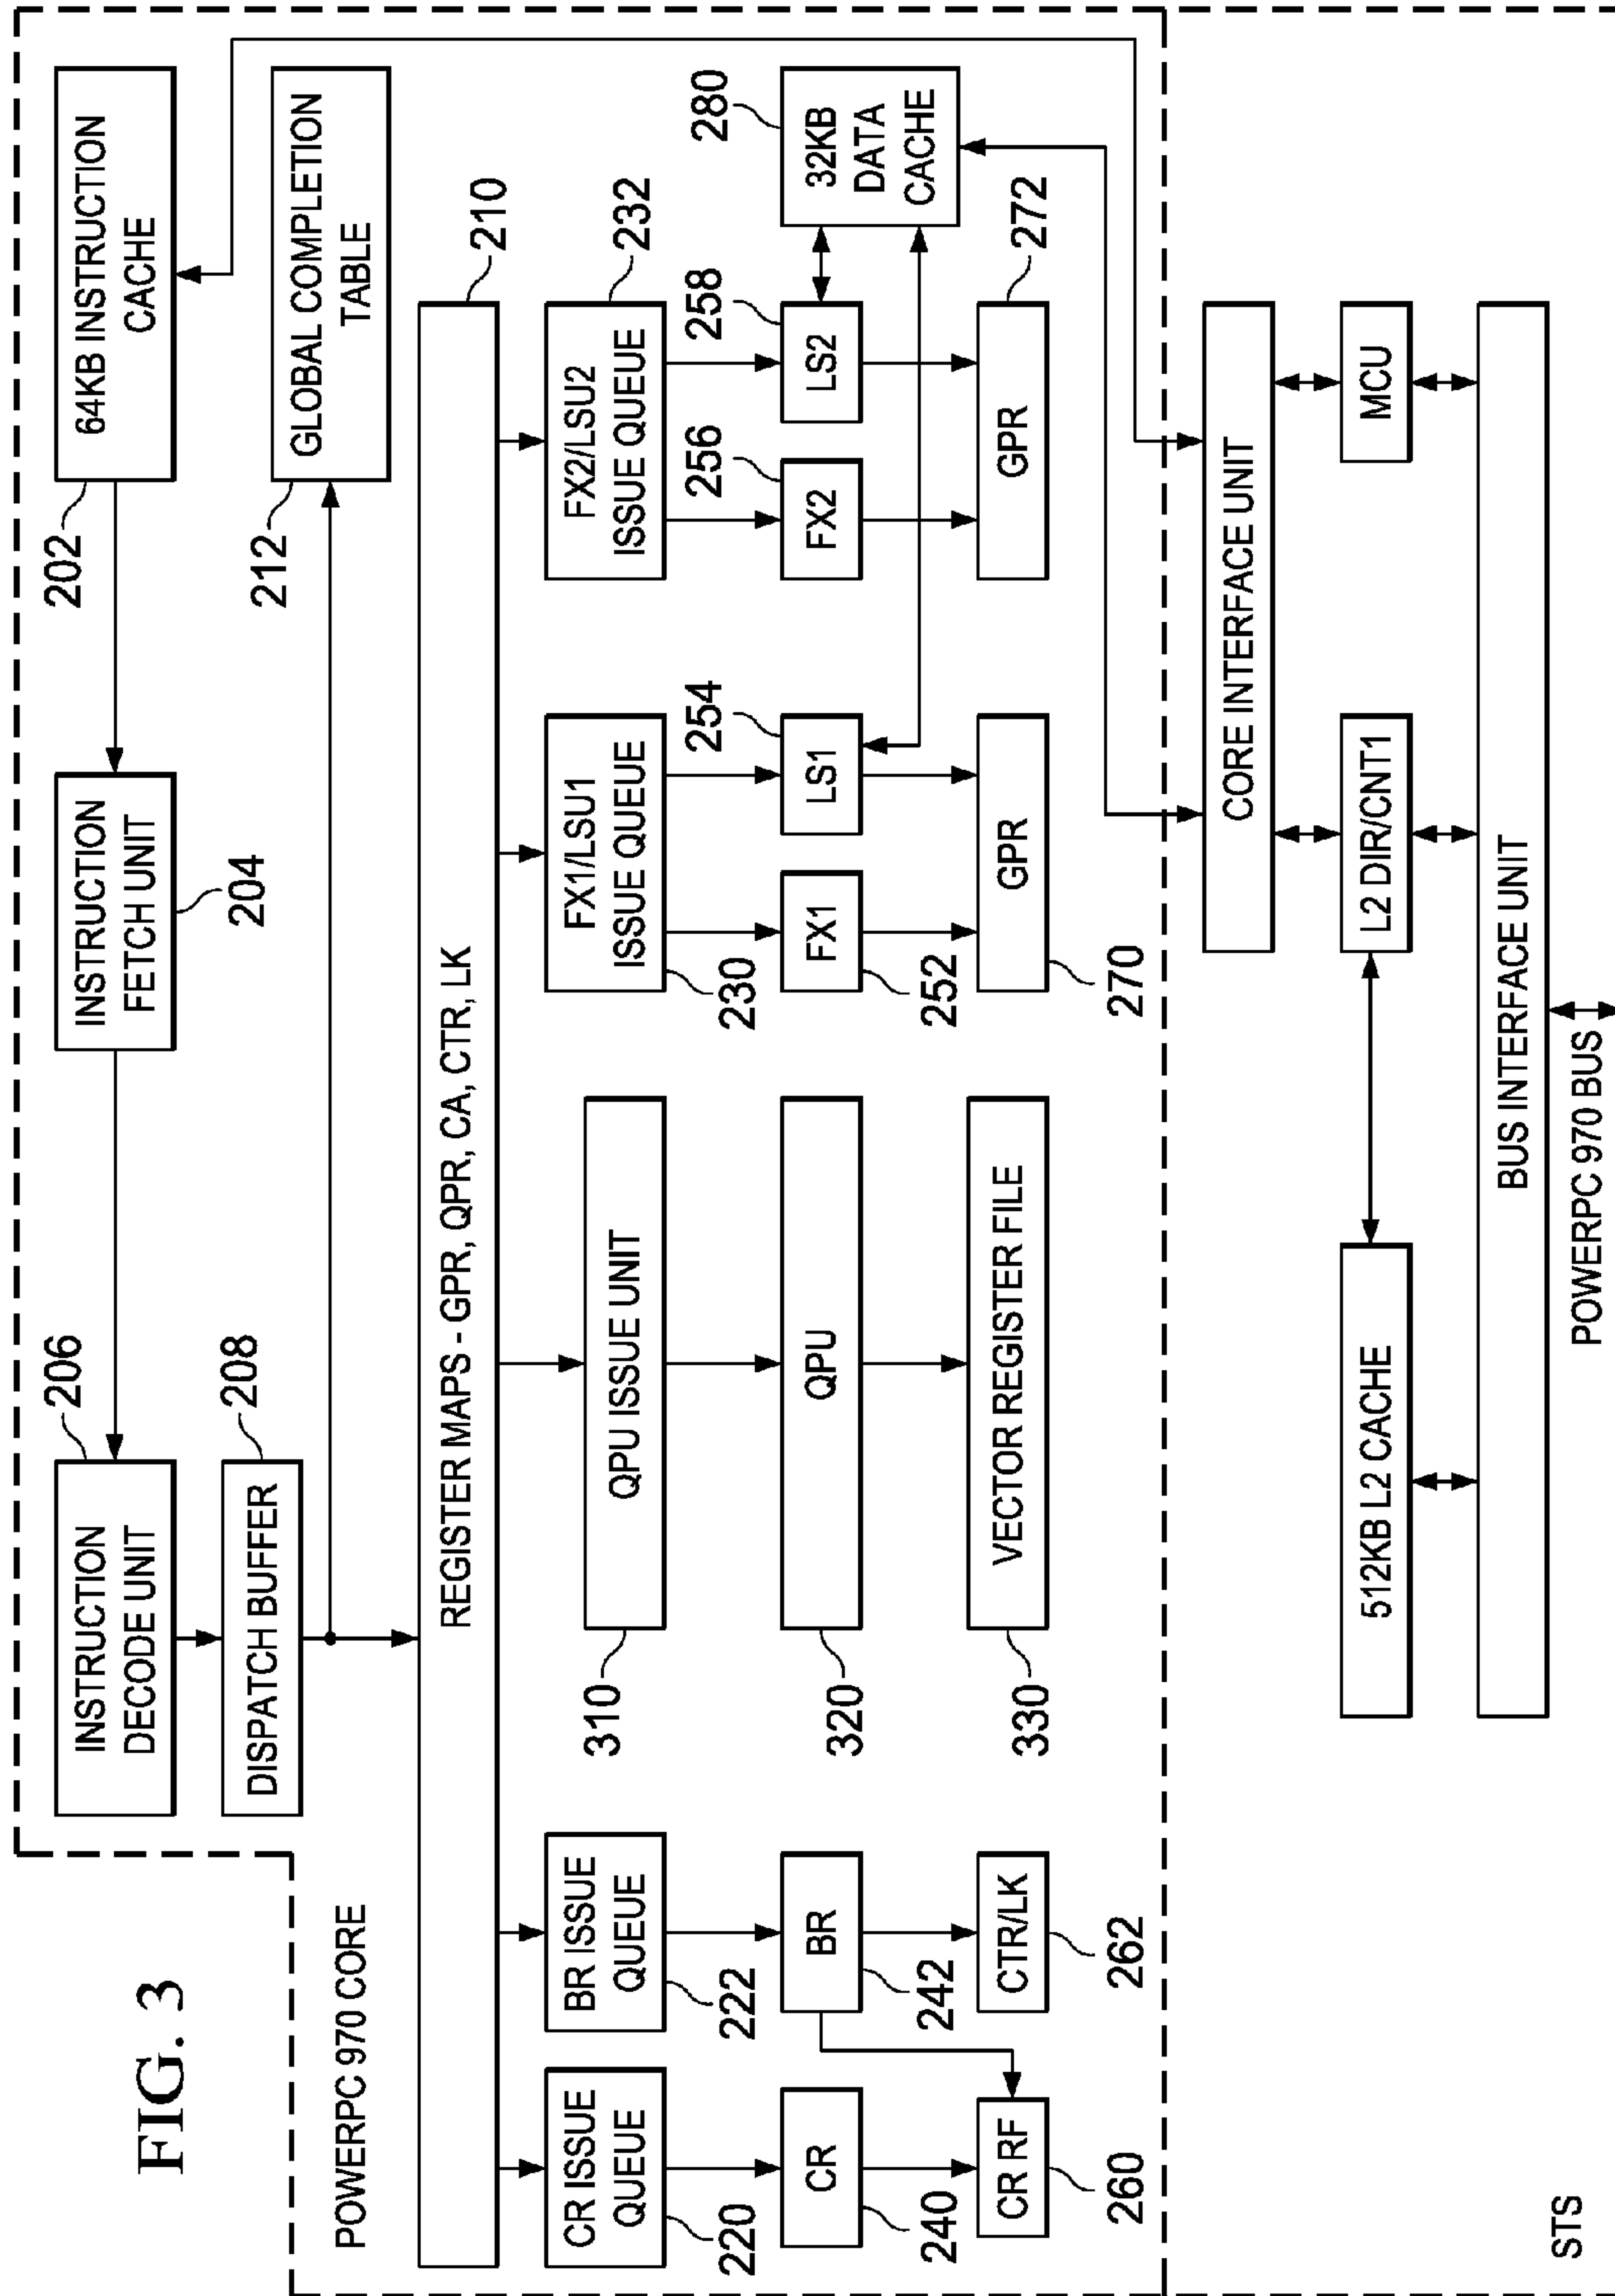 FIG. 3
POWERPC 970 CORE
INSTRUCTION
DECODE UNIT
206
INSTRUCTION
FETCH UNIT
204
64KB INSTRUCTION
CACHE
202
DISPATCH BUFFER
208
GLOBAL COMPLETION
TABLE
212
REGISTER MAPS - GPR, QPR, CA, CTR, LK
210
CR ISSUE
QUEUE
220
BR ISSUE
QUEUE
222
QPU ISSUE UNIT
310
FX1/LSU1
ISSUE QUEUE
230
FX2/LSU2
ISSUE QUEUE
232
CR
240
BR
242
QPU
320
FX1
252
LS1
254
FX2
256
LS2
258
32KB
DATA
CACHE
280
CR RF
260
CTR/LK
262
VECTOR REGISTER FILE
330
GPR
270
GPR
272
CORE INTERFACE UNIT
512KB L2 CACHE
L2 DIR/CNT1
MCU
BUS INTERFACE UNIT
STS
POWERPC 970 BUS